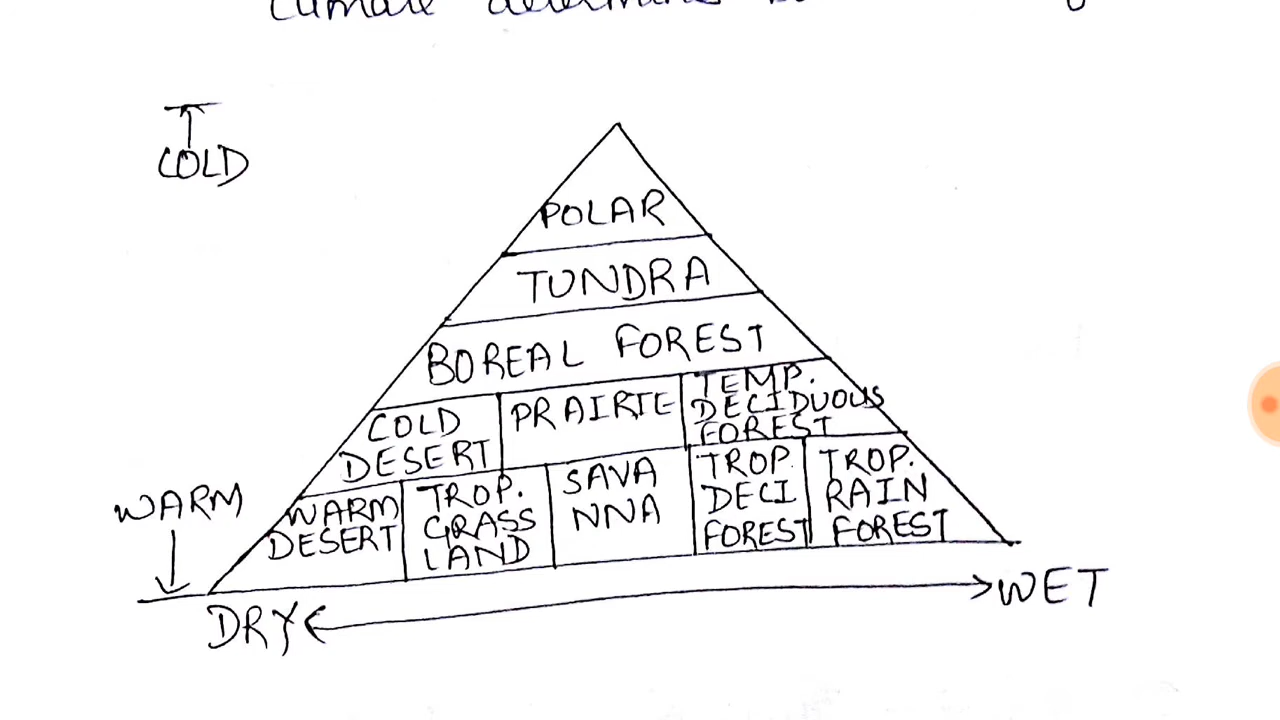 COLD
POLAR
TUNDRA
BOREAL FOREST
COLD
DESERT
PRAIRIE
TEMP.
DECIDUOUS
FOREST
WARM
WARM
DESERT
TROP.
GRASS
LAND
SAVA
NNA
TROP.
DECI
FOREST
TROP.
RAIN
FOREST
DRY
WET